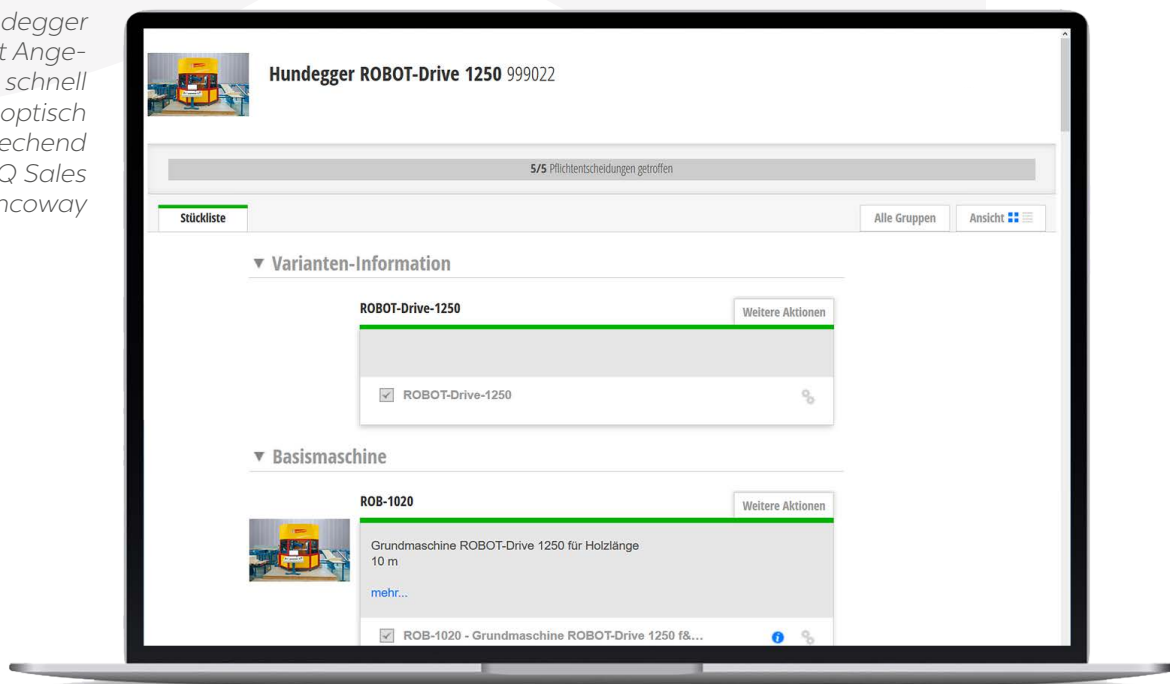 degger
t Ange-
schnell
optisch
echend
Q Sales
ncoway
Hundegger ROBOT-Drive 1250 999022
5/5 Pflichtentscheidungen getroffen
Stückliste
Alle Gruppen
Ansicht
Varianten-Information
ROBOT-Drive-1250
Weitere Aktionen
ROBOT-Drive-1250
Basismaschine
ROB-1020
Weitere Aktionen
Grundmaschine ROBOT-Drive 1250 für Holzlänge
10 m
mehr...
ROB-1020 - Grundmaschine ROBOT-Drive 1250 f&...